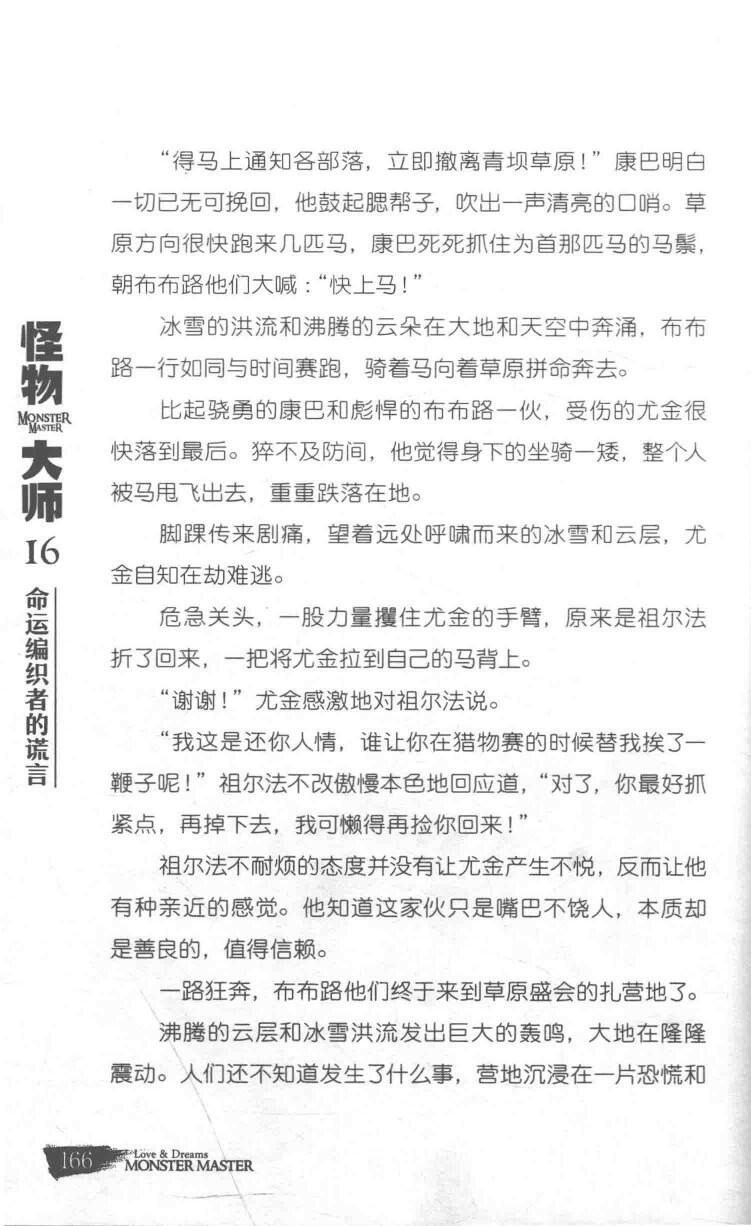 “得马上通知各部落，立即撤离青坝草原！”康巴明白
一切已无可挽回，他鼓起腮帮子，吹出一声清亮的口哨。草
原方向很快跑来几匹马，康巴死死抓住为首那匹马的马鬃，
朝布布路他们大喊：“快上马！”
冰雪的洪流和沸腾的云朵在大地和天空中奔涌，布布
路一行如同与时间赛跑，骑着马向着草原拼命奔去。
比起骁勇的康巴和彪悍的布布路一伙，受伤的尤金很
快落到最后。猝不及防间，他觉得身下的坐骑一矮，整个人
被马甩飞出去，重重跌落在地。
脚踝传来剧痛，望着远处呼啸而来的冰雪和云层，尤
金自知在劫难逃。
危急关头，一股力量攫住尤金的手臂，原来是祖尔法
折了回来，一把将尤金拉到自己的马背上。
“谢谢！”尤金感激地对祖尔法说。
“我这是还你人情，谁让你在猎物赛的时候替我挨了一
鞭子呢！”祖尔法不改傲慢本色地回应道，“对了，你最好抓
紧点，再掉下去，我可懒得再捡你回来！”
祖尔法不耐烦的态度并没有让尤金产生不悦，反而让他
有种亲近的感觉。他知道这家伙只是嘴巴不饶人，本质却
是善良的，值得信赖。
一路狂奔，布布路他们终于来到草原盛会的扎营地了。
沸腾的云层和冰雪洪流发出巨大的轰鸣，大地在隆隆
震动。人们还不知道发生了什么事，营地沉浸在一片恐慌和
怪物
MONSTER
MASTER
大师
16
命运编织者的谎言
166
Love & Dreams
MONSTER MASTER